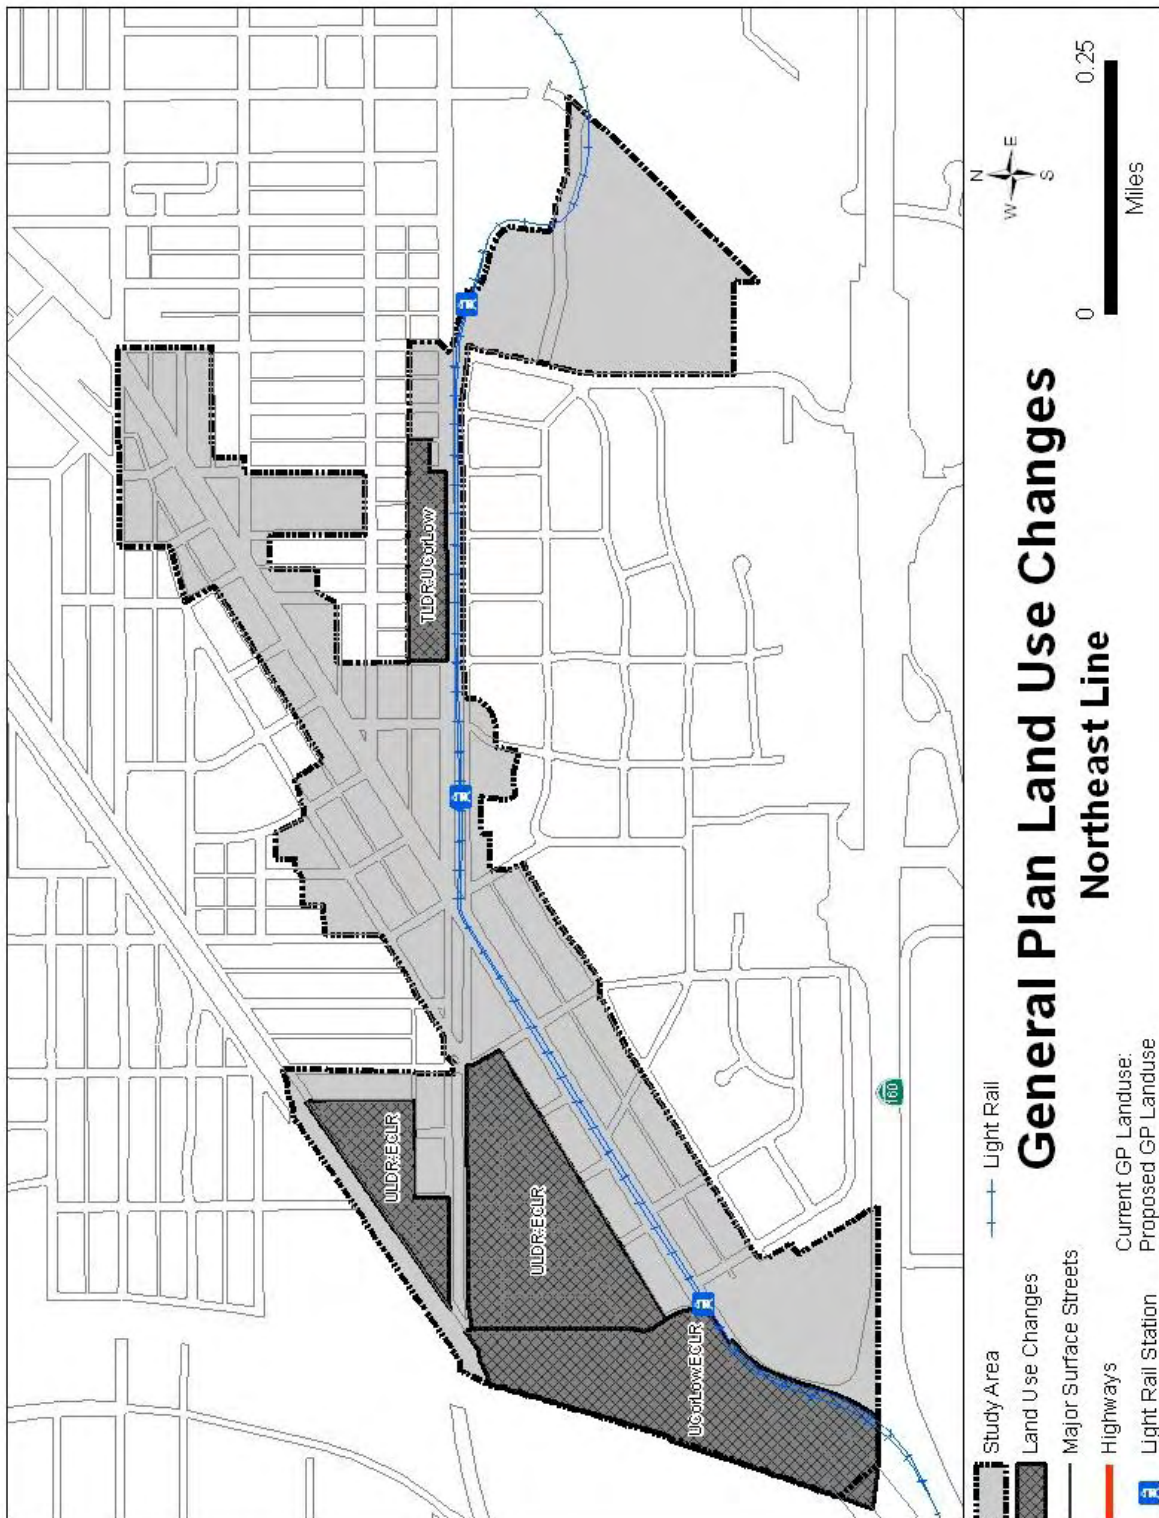 TLDR:UCorLow
ULDR:EcLR
ULDR:EcLR
UCorLow:EcLR
160
N
W E
S
0 0.25
Miles
General Plan Land Use Changes
Northeast Line
Study Area
Land Use Changes
Major Surface Streets
Highways
Light Rail Station
Light Rail
Current GP Landuse:
Proposed GP Landuse